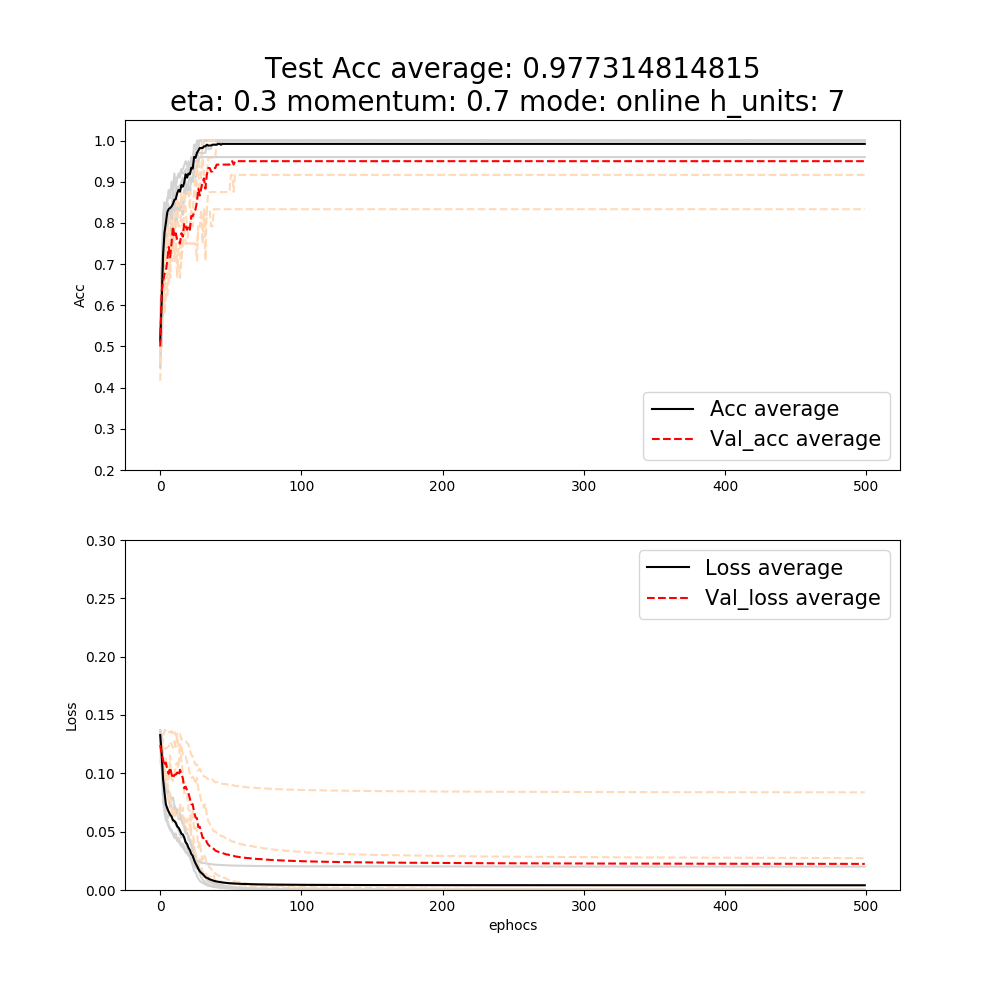 Test Acc average: 0.977314814815
eta: 0.3 momentum: 0.7 mode: online h_units: 7
1.0
0.9
0.8
0.7
0.6
0.5
0.4
0.3
0.2
Acc
0 100 200 300 400 500
Acc average
Val_acc average
0.30
0.25
0.20
0.15
0.10
0.05
0.00
Loss
0 100 200 300 400 500
ephocs
Loss average
Val_loss average